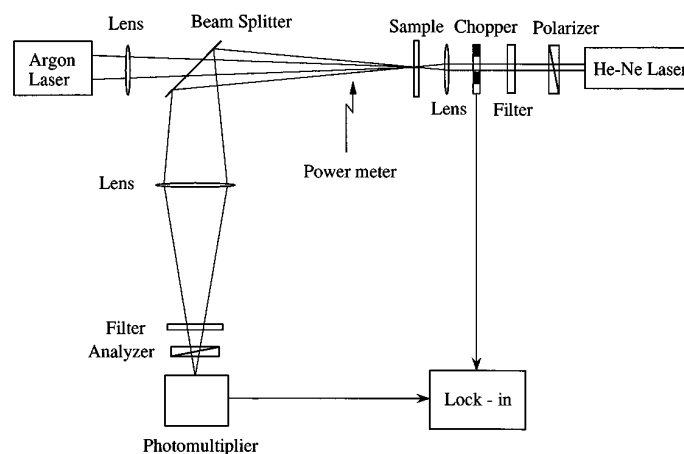 Beam Splitter
Lens
Sample
Chopper
Polarizer
Argon
Laser
He-Ne Laser
Lens
Filter
Power meter
Lens
Filter
Analyzer
Lock - in
Photomultiplier